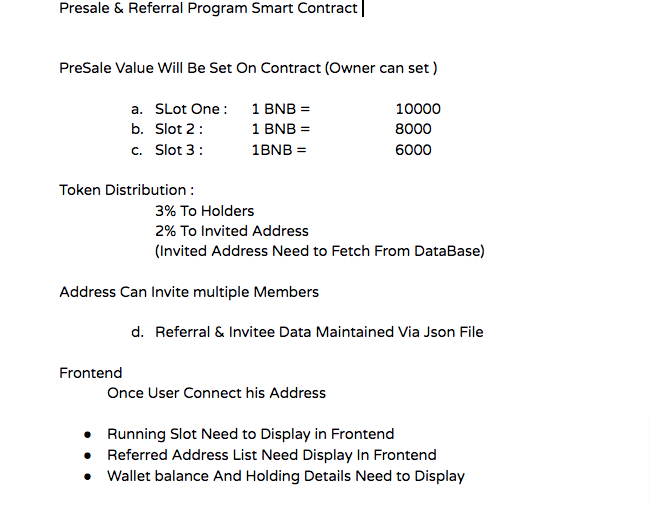 Presale & Referral Program Smart Contract
PreSale Value Will Be Set On Contract (Owner can set )
a. SLot One : 1 BNB = 10000
b. Slot 2 : 1 BNB = 8000
c. Slot 3 : 1BNB = 6000
Token Distribution :
3% To Holders
2% To Invited Address
(Invited Address Need to Fetch From DataBase)
Address Can Invite multiple Members
d. Referral & Invitee Data Maintained Via Json File
Frontend
Once User Connect his Address
● Running Slot Need to Display in Frontend
● Referred Address List Need Display In Frontend
● Wallet balance And Holding Details Need to Display